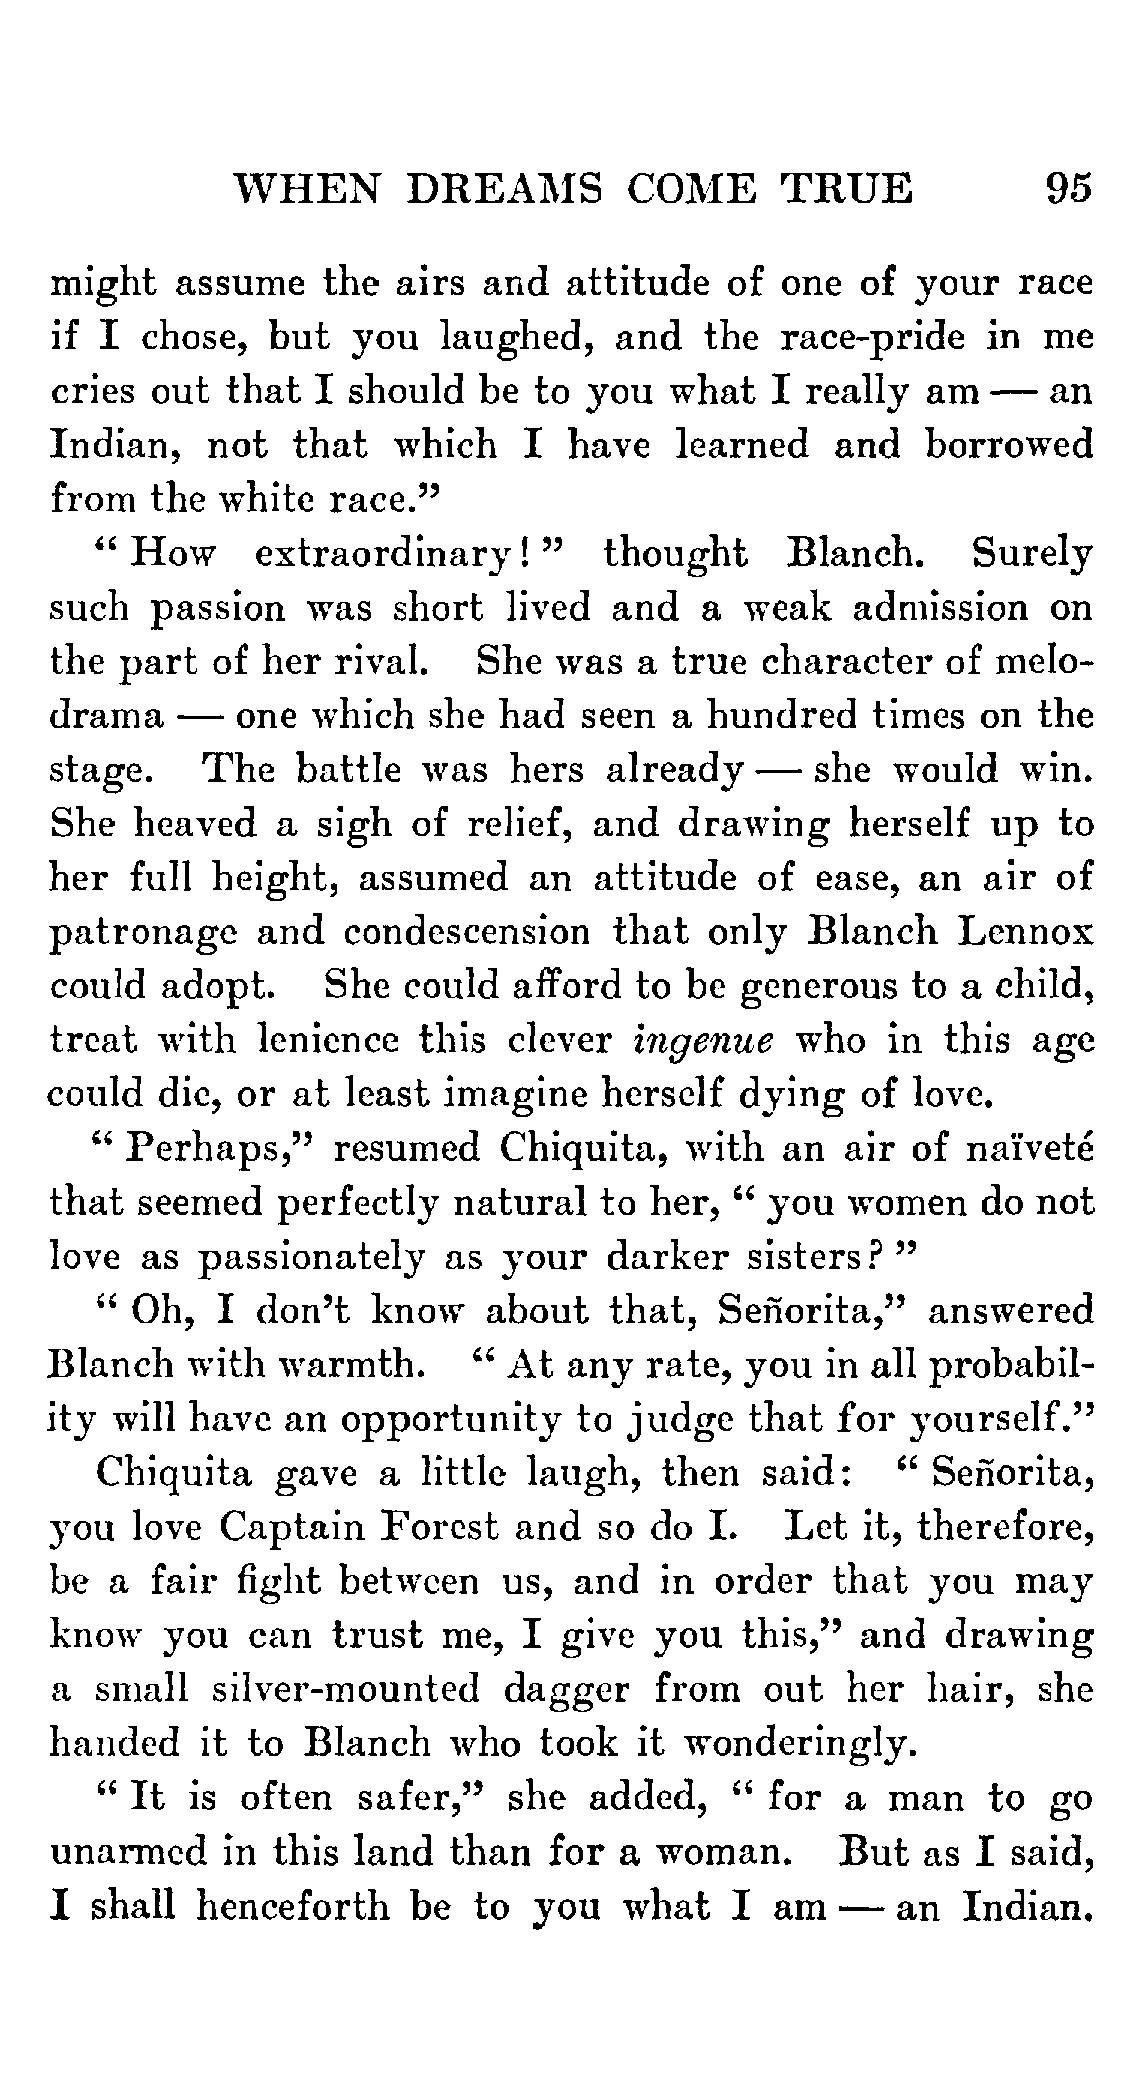 WHEN DREAMS COME TRUE 95
might assume the airs and attitude of one of your race
if I chose, but you laughed, and the race-pride in me
cries out that I should be to you what I really am — an
Indian, not that which I have learned and borrowed
from the white race.”
“ How extraordinary! ” thought Blanch. Surely
such passion was short lived and a weak admission on
the part of her rival. She was a true character of melo-
drama — one which she had seen a hundred times on the
stage. The battle was hers already — she would win.
She heaved a sigh of relief, and drawing herself up to
her full height, assumed an attitude of ease, an air of
patronage and condescension that only Blanch Lennox
could adopt. She could afford to be generous to a child,
treat with lenience this clever ingenue who in this age
could die, or at least imagine herself dying of love.
“ Perhaps,” resumed Chiquita, with an air of naïveté
that seemed perfectly natural to her, “ you women do not
love as passionately as your darker sisters? ”
“ Oh, I don’t know about that, Señorita,” answered
Blanch with warmth. “ At any rate, you in all probabil-
ity will have an opportunity to judge that for yourself.”
Chiquita gave a little laugh, then said: “ Señorita,
you love Captain Forest and so do I. Let it, therefore,
be a fair fight between us, and in order that you may
know you can trust me, I give you this,” and drawing
a small silver-mounted dagger from out her hair, she
handed it to Blanch who took it wonderingly.
“ It is often safer,” she added, “ for a man to go
unarmed in this land than for a woman. But as I said,
I shall henceforth be to you what I am — an Indian.